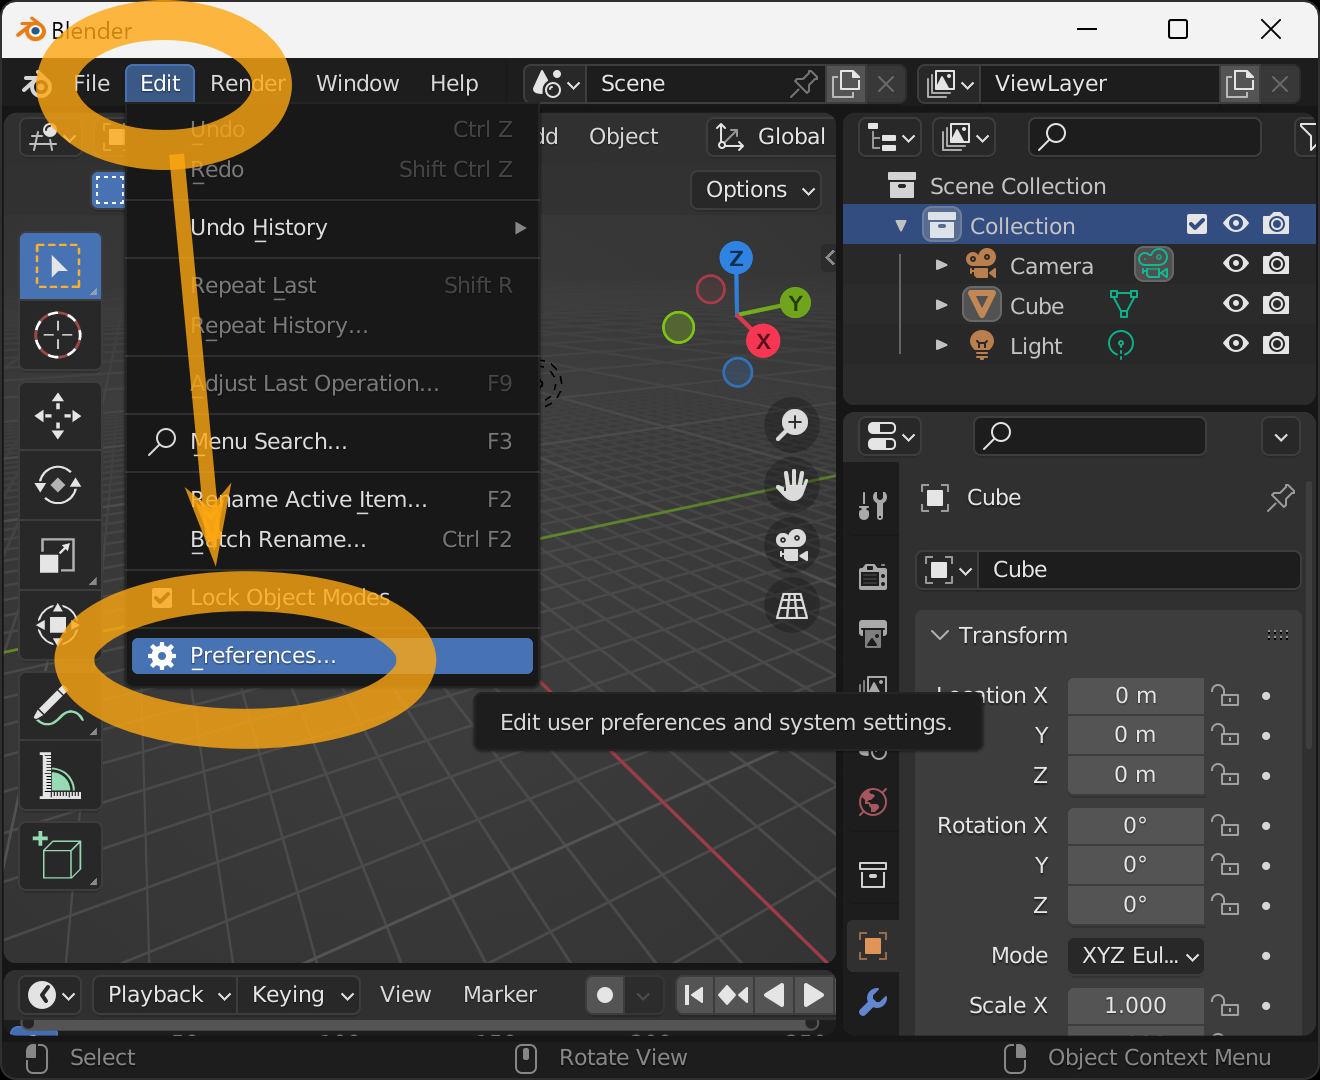 Blender
File Edit Render Window Help
Scene
ViewLayer
Object
Global
Options
Undo Ctrl Z
Redo Shift Ctrl Z
Undo History
Repeat Last Shift R
Repeat History...
Adjust Last Operation... F9
Menu Search... F3
Rename Active Item... F2
Batch Rename... Ctrl F2
Lock Object Modes
Preferences...
Edit user preferences and system settings.
Z
Y
X
Scene Collection
Collection
Camera
Cube
Light
Cube
Cube
Transform
Location X 0 m
Y 0 m
Z 0 m
Rotation X 0°
Y 0°
Z 0°
Mode XYZ Eul...
Scale X 1.000
Playback Keying View Marker
Select
Rotate View
Object Context Menu